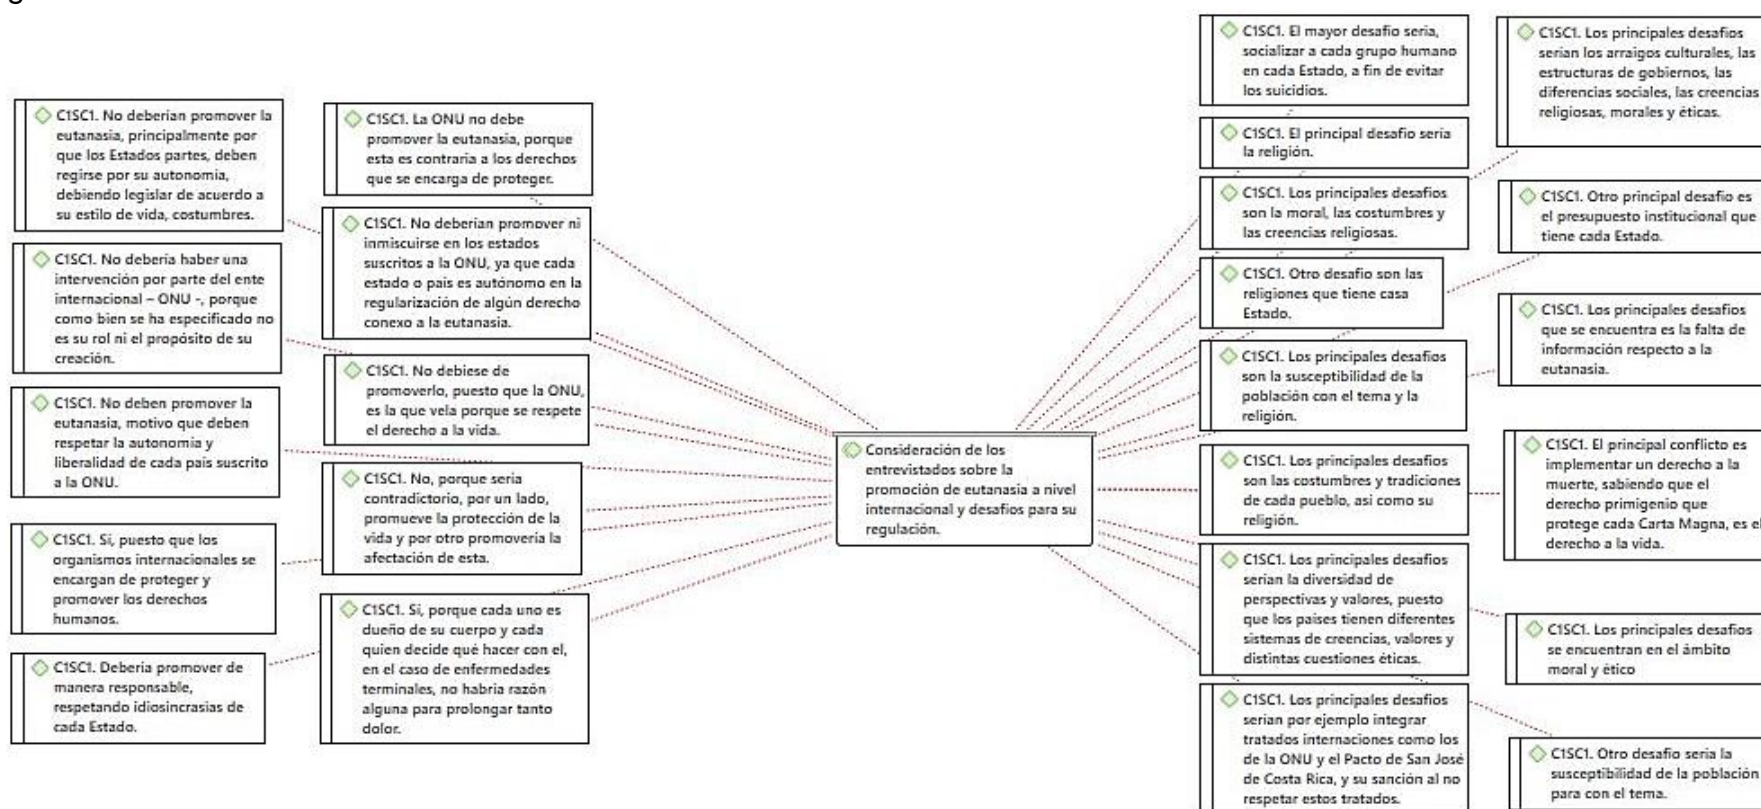 C1SC1. No deberían promover la
eutanasia, principalmente por
que los Estados partes, deben
regirse por su autonomía,
debiendo legislar de acuerdo a
su estilo de vida, costumbres.
C1SC1. No debería haber una
intervención por parte del ente
internacional – ONU -, porque
como bien se ha especificado no
es su rol ni el propósito de su
creación.
C1SC1. No deben promover la
eutanasia, motivo que deben
respetar la autonomía y
liberalidad de cada país suscrito
a la ONU.
C1SC1. Sí, puesto que los
organismos internacionales se
encargan de proteger y
promover los derechos
humanos.
C1SC1. Debería promover de
manera responsable,
respetando idiosincrasias de
cada Estado.
C1SC1. La ONU no debe
promover la eutanasia, porque
esta es contraria a los derechos
que se encarga de proteger.
C1SC1. No deberían promover ni
inmiscuirse en los estados
suscritos a la ONU, ya que cada
estado o país es autónomo en la
regularización de algún derecho
conexo a la eutanasia.
C1SC1. No debiese de
promoverlo, puesto que la ONU,
es la que vela porque se respete
el derecho a la vida.
C1SC1. No, porque sería
contradictorio, por un lado,
promueve la protección de la
vida y por otro promovería la
afectación de esta.
C1SC1. Sí, porque cada uno es
dueño de su cuerpo y cada
quien decide qué hacer con el,
en el caso de enfermedades
terminales, no habría razón
alguna para prolongar tanto
dolor.
Consideración de los
entrevistados sobre la
promoción de eutanasia a nivel
internacional y desafíos para su
regulación.
C1SC1. El mayor desafío sería,
socializar a cada grupo humano
en cada Estado, a fin de evitar
los suicidios.
C1SC1. El principal desafío sería
la religión.
C1SC1. Los principales desafíos
son la moral, las costumbres y
las creencias religiosas.
C1SC1. Otro desafío son las
religiones que tiene casa
Estado.
C1SC1. Los principales desafíos
son la susceptibilidad de la
población con el tema y la
religión.
C1SC1. Los principales desafíos
son las costumbres y tradiciones
de cada pueblo, así como su
religión.
C1SC1. Los principales desafíos
serían la diversidad de
perspectivas y valores, puesto
que los países tienen diferentes
sistemas de creencias, valores y
distintas cuestiones éticas.
C1SC1. Los principales desafíos
serían por ejemplo integrar
tratados internaciones como los
de la ONU y el Pacto de San José
de Costa Rica, y su sanción al no
respetar estos tratados.
C1SC1. Los principales desafíos
serían los arraigos culturales, las
estructuras de gobiernos, las
diferencias sociales, las creencias
religiosas, morales y éticas.
C1SC1. Otro principal desafío es
el presupuesto institucional que
tiene cada Estado.
C1SC1. Los principales desafíos
que se encuentra es la falta de
información respecto a la
eutanasia.
C1SC1. El principal conflicto es
implementar un derecho a la
muerte, sabiendo que el
derecho primigenio que
protege cada Carta Magna, es el
derecho a la vida.
C1SC1. Los principales desafíos
se encuentran en el ámbito
moral y ético
C1SC1. Otro desafío sería la
susceptibilidad de la población
para con el tema.